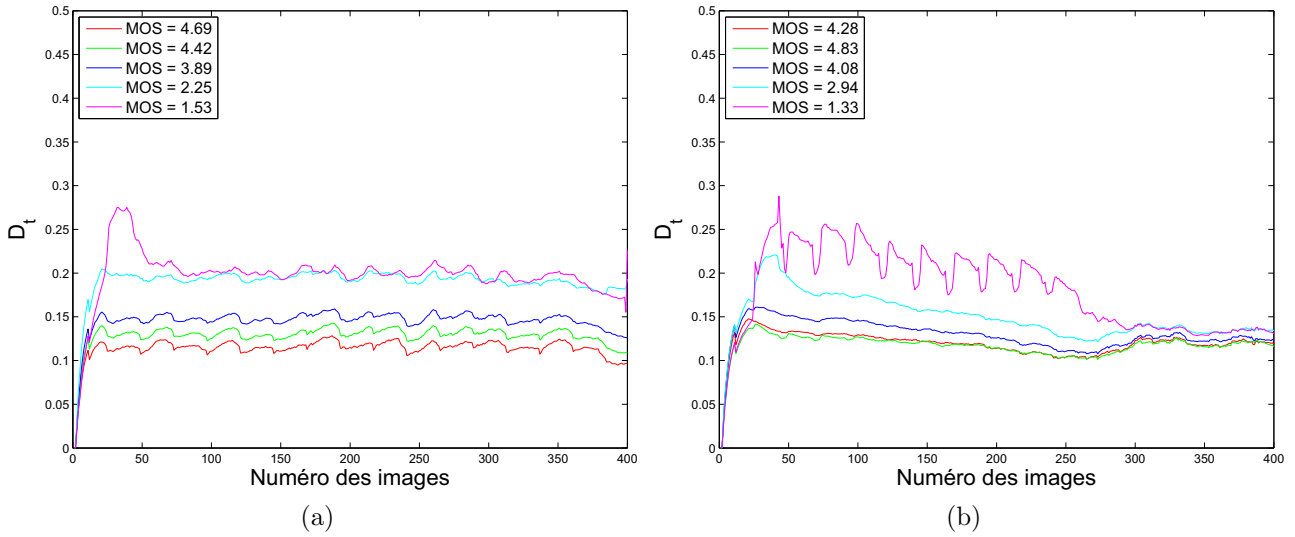 0.5
0.45
0.4
0.35
0.3
0.25
0.2
0.15
0.1
0.05
0
D_t
MOS = 4.69
MOS = 4.42
MOS = 3.89
MOS = 2.25
MOS = 1.53
0 50 100 150 200 250 300 350 400
Numéro des images
(a)
0.5
0.45
0.4
0.35
0.3
0.25
0.2
0.15
0.1
0.05
0
D_t
MOS = 4.28
MOS = 4.83
MOS = 4.08
MOS = 2.94
MOS = 1.33
0 50 100 150 200 250 300 350 400
Numéro des images
(b)